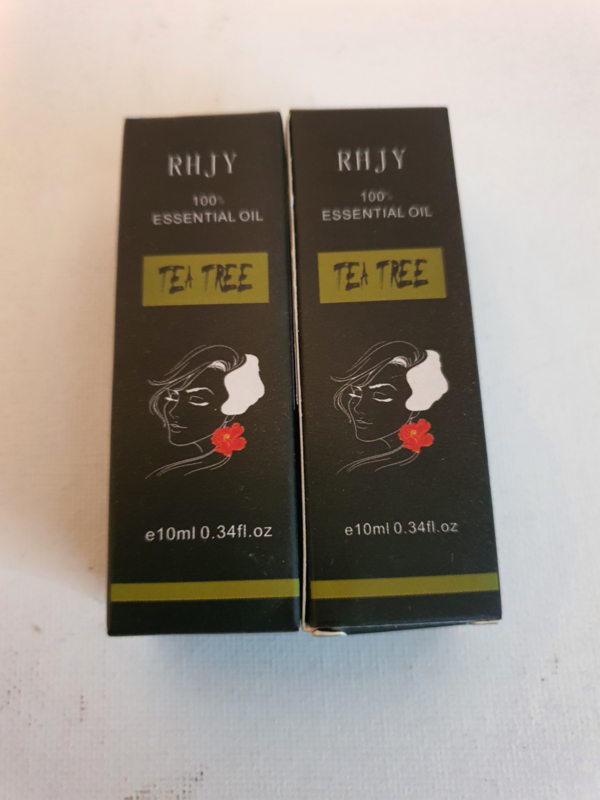 RHJY
100%
ESSENTIAL OIL
TEA TREE
e10ml 0.34fl.oz
RHJY
100%
ESSENTIAL OIL
TEA TREE
e10ml 0.34fl.oz